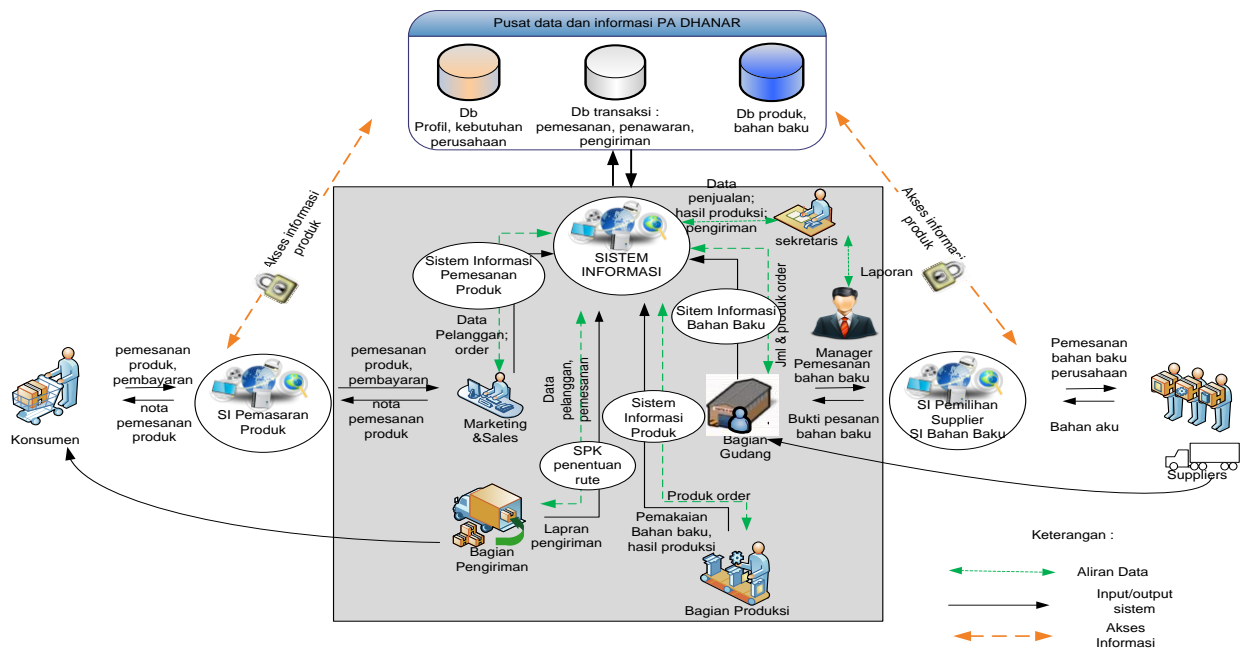 Pusat data dan informasi PA DHANAR
Db
Profil, kebutuhan
perusahaan
Db transaksi :
pemesanan, penawaran,
pengiriman
Db produk,
bahan baku
Akses informasi
produk
Akses informasi
produk
Data
penjualan;
hasil produksi;
pengiriman
sekretaris
SISTEM
INFORMASI
Sistem Informasi
Pemesanan
Produk
Laporan
Sitem Informasi
Bahan Baku
Jml & produk order
Data
Pelanggan;
order
Manager
pemesanan
produk,
pembayaran
nota
pemesanan
produk
Konsumen
SI Pemasaran
Produk
pemesanan
produk,
pembayaran
nota
pemesanan
produk
Marketing
&Sales
Data
pelanggan,
pemesanan
Sistem
Informasi
Produk
Bagian
Gudang
Pemesanan
bahan baku
Bukti pesanan
bahan baku
SI Pemilihan
Supplier
SI Bahan Baku
Pemesanan
bahan baku
perusahaan
Bahan aku
Suppliers
SPK
penentuan
rute
Bagian
Pengiriman
Lapran
pengiriman
Produk order
Pemakaian
Bahan baku,
hasil produksi
Bagian Produksi
Keterangan :
Aliran Data
Input/output
sistem
Akses
Informasi